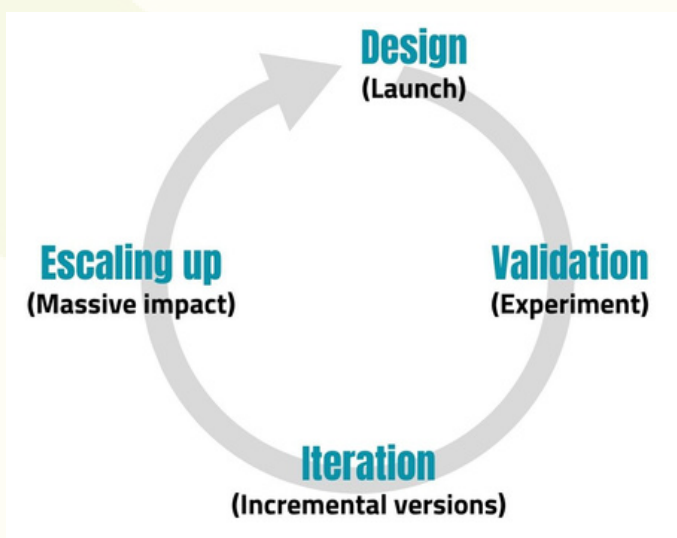 Design
(Launch)
Escaling up
(Massive impact)
Validation
(Experiment)
Iteration
(Incremental versions)